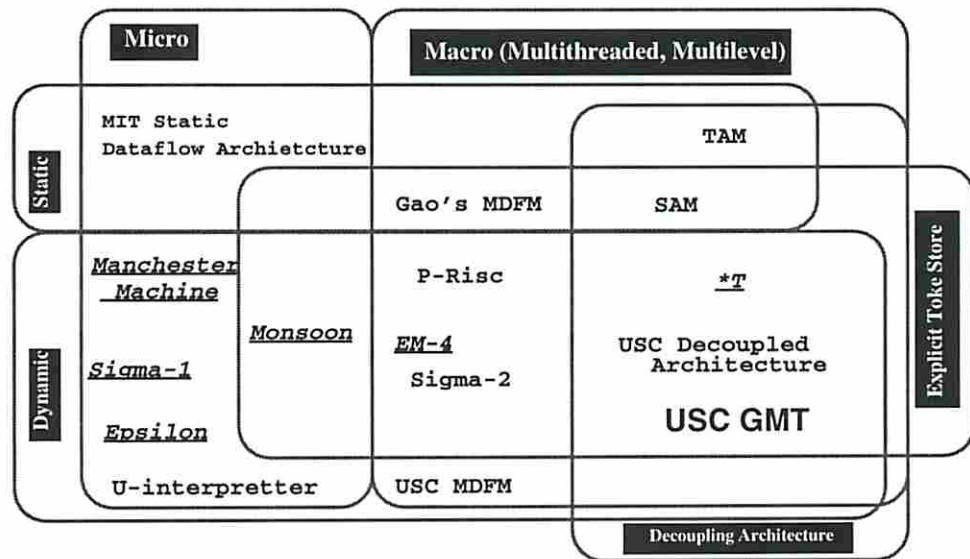 Micro
Macro (Multithreaded, Multilevel)
MIT Static
Dataflow Archietcture
TAM
Static
Gao's MDFM
SAM
Manchester
Machine
P-Risc
*T
Explicit Toke Store
Monsoon
EM-4
USC Decoupled
Architecture
Sigma-1
Sigma-2
Dynamic
Epsilon
USC GMT
U-interpretter
USC MDFM
Decoupling Architecture